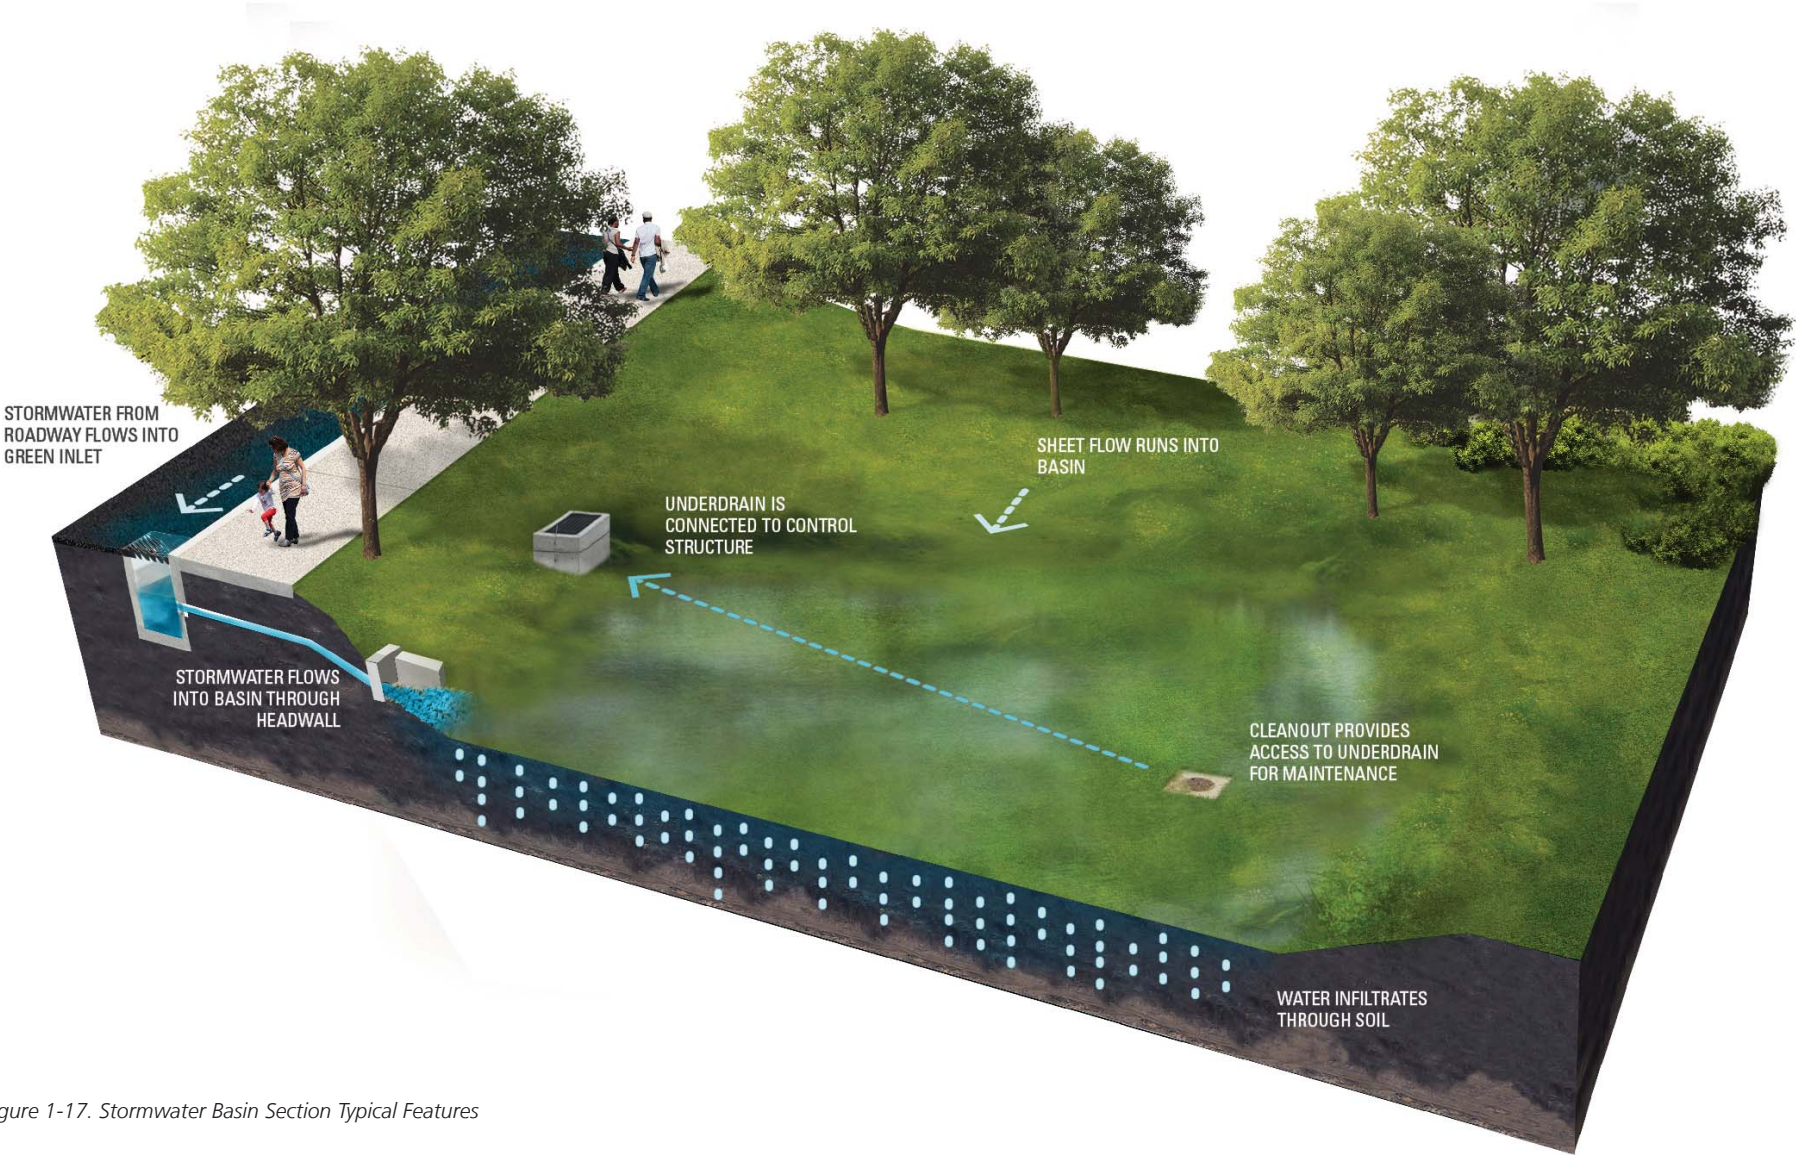 STORMWATER FROM
ROADWAY FLOWS INTO
GREEN INLET
SHEET FLOW RUNS INTO
BASIN
UNDERDRAIN IS
CONNECTED TO CONTROL
STRUCTURE
STORMWATER FLOWS
INTO BASIN THROUGH
HEADWALL
CLEANOUT PROVIDES
ACCESS TO UNDERDRAIN
FOR MAINTENANCE
WATER INFILTRATES
THROUGH SOIL
gure 1-17. Stormwater Basin Section Typical Features